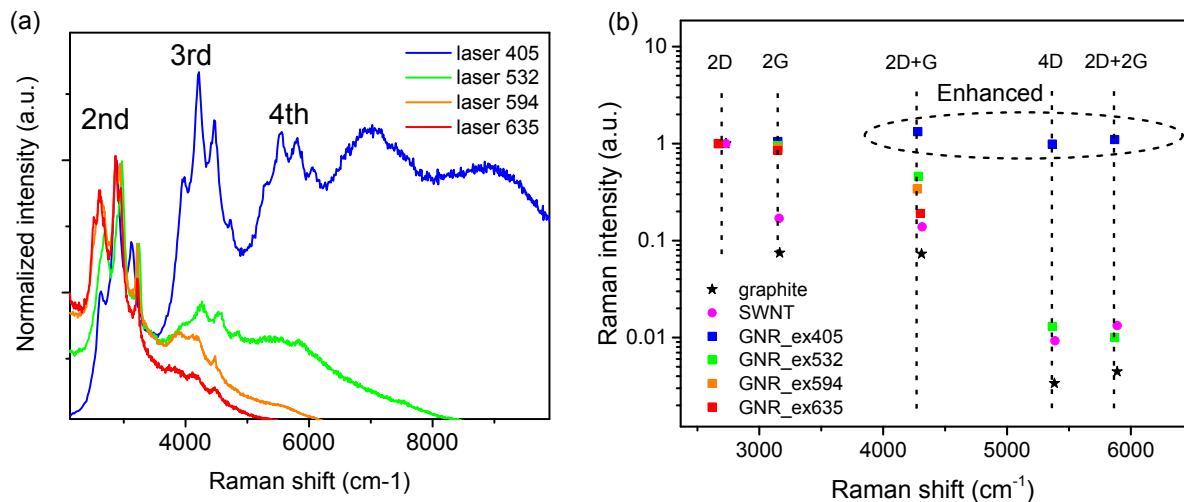 (a)
2nd
3rd
4th
laser 405
laser 532
laser 594
laser 635
Normalized intensity (a.u.)
4000 6000 8000
Raman shift (cm-1)
(b)
10
1
0.1
0.01
2D 2G 2D+G 4D 2D+2G
Enhanced
graphite
SWNT
GNR_ex405
GNR_ex532
GNR_ex594
GNR_ex635
Raman intensity (a.u.)
3000 4000 5000 6000
Raman shift (cm⁻¹)